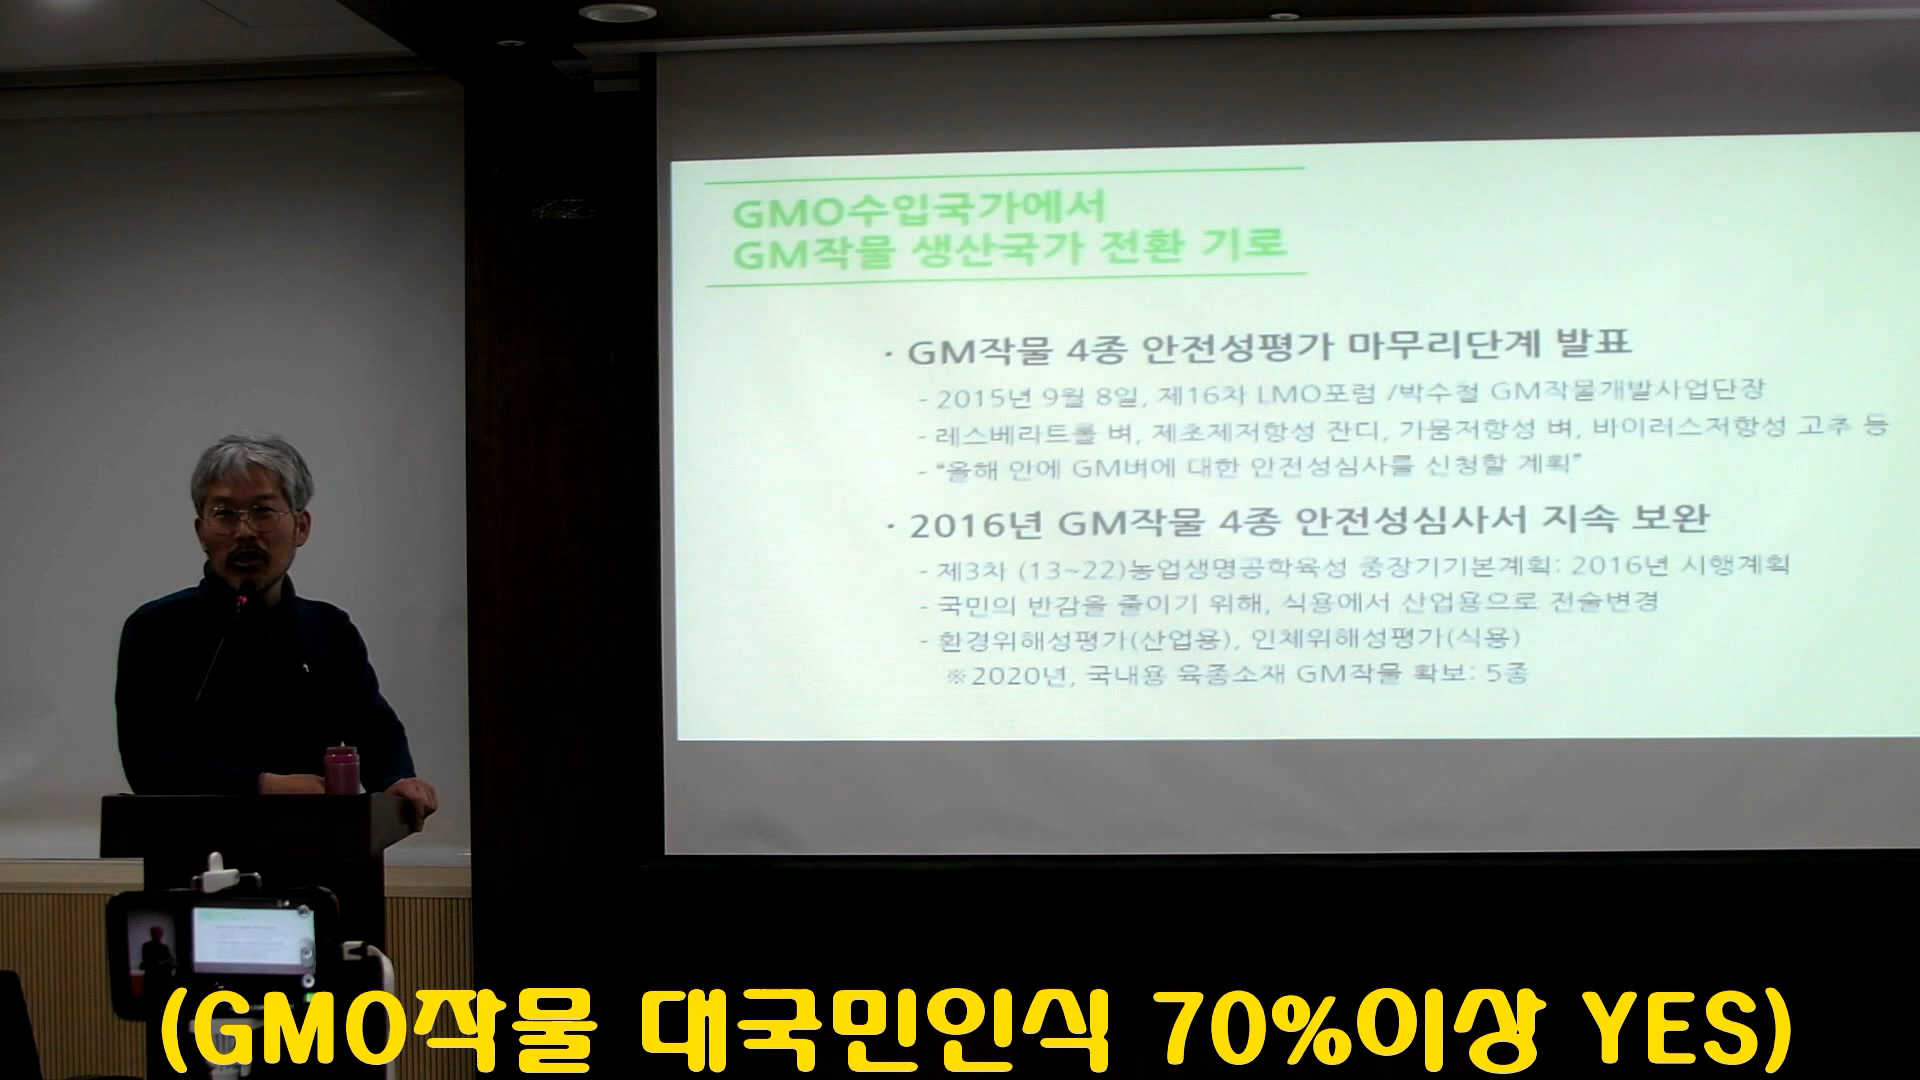 GMO수입국가에서
GM작물 생산국가 전환 기로
· GM작물 4종 안전성평가 마무리단계 발표
- 2015년 9월 8일, 제16차 LMO포럼 /박수철 GM작물개발사업단장
- 레스베라트롤 벼, 제초제저항성 잔디, 가뭄저항성 벼, 바이러스저항성 고추 등
- “올해 안에 GM벼에 대한 안전성심사를 신청할 계획”
· 2016년 GM작물 4종 안전성심사서 지속 보완
- 제3차 (13~22)농업생명공학육성 중장기기본계획: 2016년 시행계획
- 국민의 반감을 줄이기 위해, 식용에서 산업용으로 전술변경
- 환경위해성평가(산업용), 인체위해성평가(식용)
※2020년, 국내용 육종소재 GM작물 확보: 5종
(GMO작물 대국민인식 70%이상 YES)